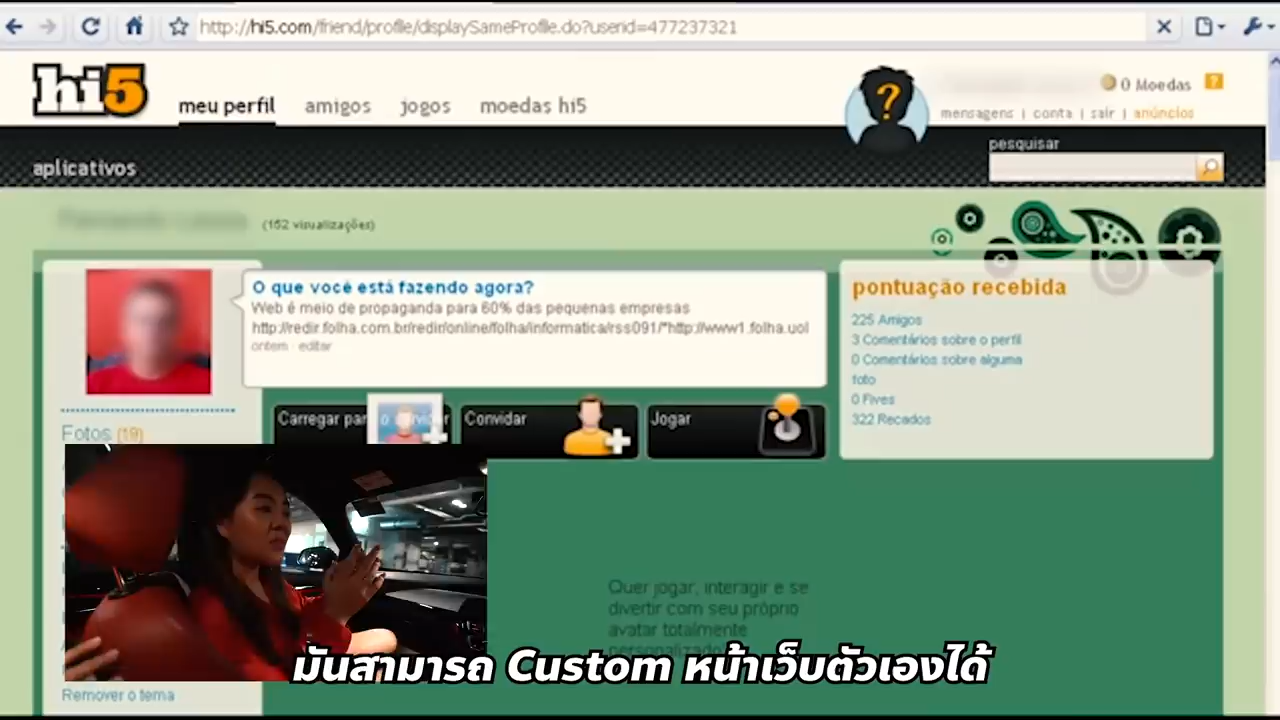 http://hi5.com/friend/profile/displaySameProfile.do?userid=477237321
hi5
meu perfil amigos jogos moedas hi5
0 Moedas ?
mensagens | conta | sair | anúncios
?
pesquisar
aplicativos
(152 visualizações)
O que você está fazendo agora?
Web é meio de propaganda para 60% das pequenas empresas
http://redir.folha.com.br/redir/online/folha/informatica/rss091/*http://www1.folha.uol
ontem · editar
pontuação recebida
225 Amigos
3 Comentários sobre o perfil
0 Comentários sobre alguma
foto
0 Fives
322 Recados
Carregar par
Convidar
Jogar
Fotos (19)
Quer jogar, interagir e se
divertir com seu próprio
avatar totalmente
มันสามารถ Custom หน้าเว็บตัวเองได้
Remover o tema